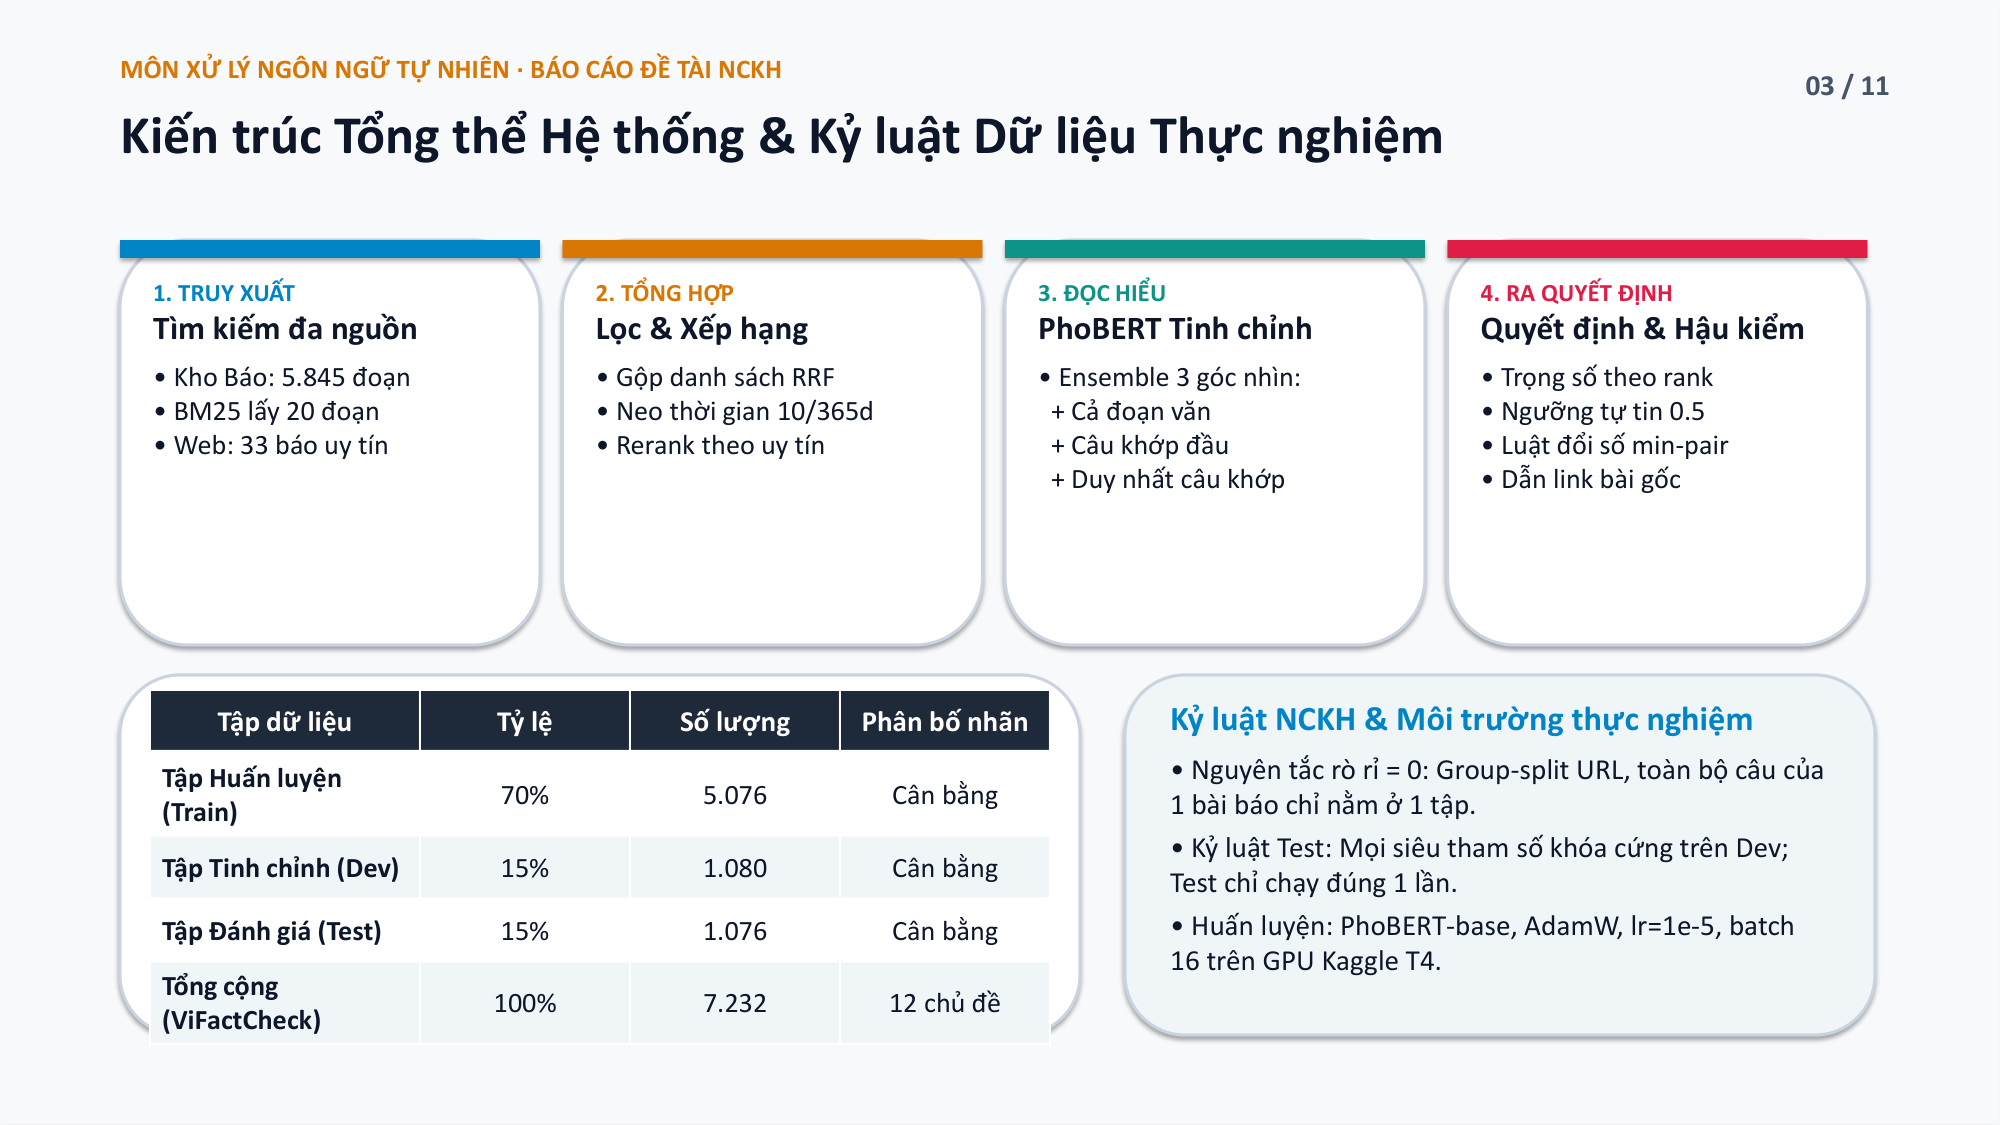 MÔN XỬ LÝ NGÔN NGỮ TỰ NHIÊN · BÁO CÁO ĐỀ TÀI NCKH
03 / 11
Kiến trúc Tổng thể Hệ thống & Kỷ luật Dữ liệu Thực nghiệm
1. TRUY XUẤT
Tìm kiếm đa nguồn
• Kho Báo: 5.845 đoạn
• BM25 lấy 20 đoạn
• Web: 33 báo uy tín
2. TỔNG HỢP
Lọc & Xếp hạng
• Gộp danh sách RRF
• Neo thời gian 10/365d
• Rerank theo uy tín
3. ĐỌC HIỂU
PhoBERT Tinh chỉnh
• Ensemble 3 góc nhìn:
+ Cả đoạn văn
+ Câu khớp đầu
+ Duy nhất câu khớp
4. RA QUYẾT ĐỊNH
Quyết định & Hậu kiểm
• Trọng số theo rank
• Ngưỡng tự tin 0.5
• Luật đổi số min-pair
• Dẫn link bài gốc
Tập dữ liệu Tỷ lệ Số lượng Phân bố nhãn
Tập Huấn luyện
(Train) 70% 5.076 Cân bằng
Tập Tinh chỉnh (Dev) 15% 1.080 Cân bằng
Tập Đánh giá (Test) 15% 1.076 Cân bằng
Tổng cộng
(ViFactCheck) 100% 7.232 12 chủ đề
Kỷ luật NCKH & Môi trường thực nghiệm
• Nguyên tắc rò rỉ = 0: Group-split URL, toàn bộ câu của
1 bài báo chỉ nằm ở 1 tập.
• Kỷ luật Test: Mọi siêu tham số khóa cứng trên Dev;
Test chỉ chạy đúng 1 lần.
• Huấn luyện: PhoBERT-base, AdamW, lr=1e-5, batch
16 trên GPU Kaggle T4.